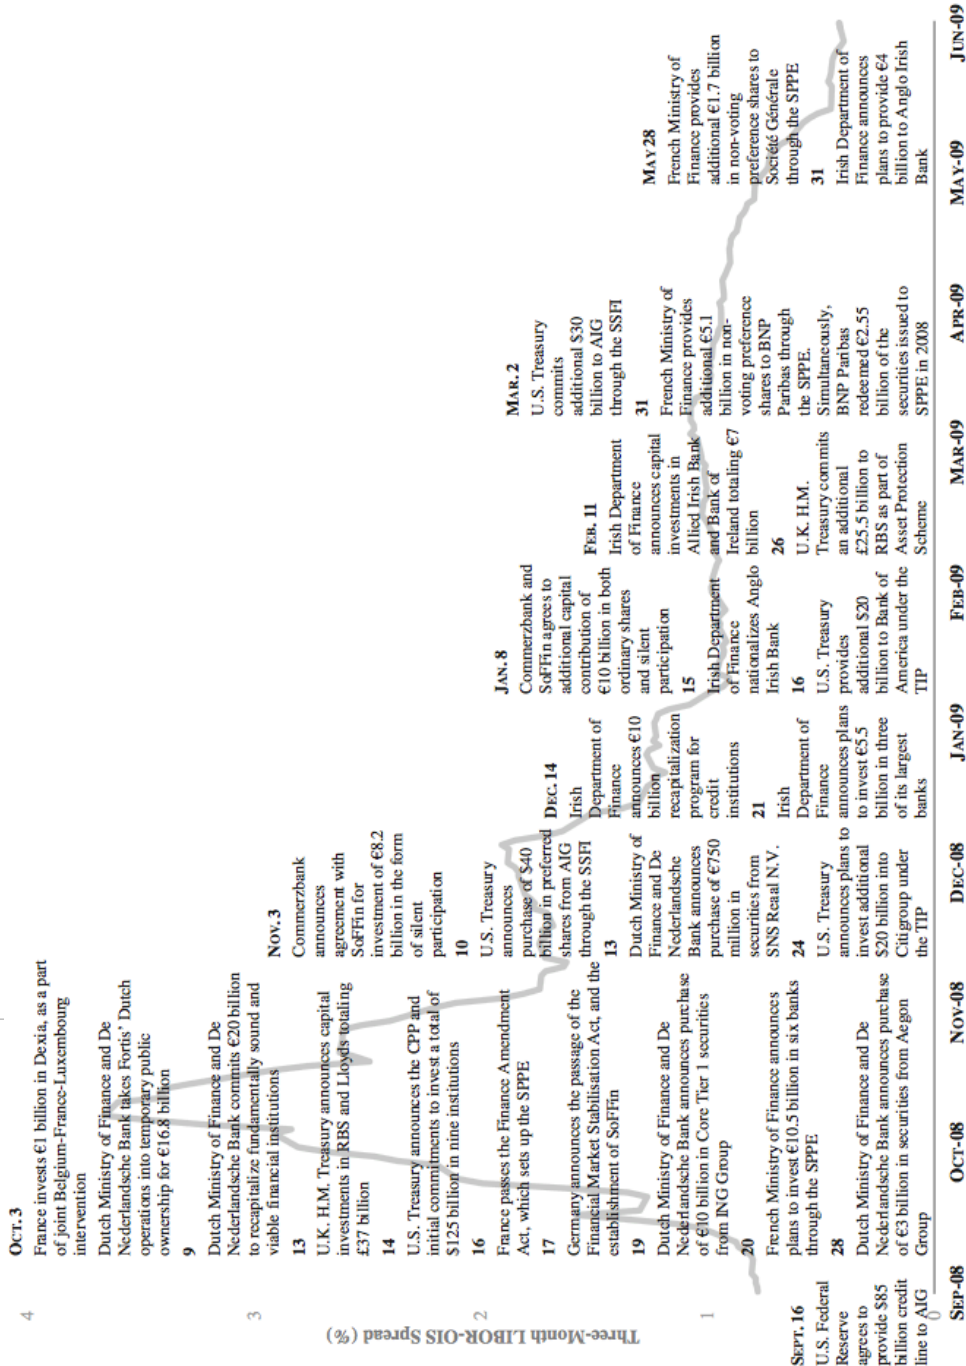 Three-Month LIBOR-OIS Spread (%)
4
3
2
1
0
SEPT. 16
U.S. Federal
Reserve
agrees to
provide $85
billion credit
line to AIG
OCT. 3
France invests €1 billion in Dexia, as a part
of joint Belgium-France-Luxembourg
intervention
Dutch Ministry of Finance and De
Nederlandsche Bank takes Fortis' Dutch
operations into temporary public
ownership for €16.8 billion
9
Dutch Ministry of Finance and De
Nederlandsche Bank commits €20 billion
to recapitalize fundamentally sound and
viable financial institutions
13
U.K. H.M. Treasury announces capital
investments in RBS and Lloyds totaling
£37 billion
14
U.S. Treasury announces the CPP and
initial commitments to invest a total of
$125 billion in nine institutions
16
France passes the Finance Amendment
Act, which sets up the SPPE
17
Germany announces the passage of the
Financial Market Stabilisation Act, and the
establishment of SoFFin
19
Dutch Ministry of Finance and De
Nederlandsche Bank announces purchase
of €10 billion in Core Tier 1 securities
from ING Group
20
French Ministry of Finance announces
plans to invest €10.5 billion in six banks
through the SPPE
28
Dutch Ministry of Finance and De
Nederlandsche Bank announces purchase
of €3 billion in securities from Aegon
Group
NOV. 3
Commerzbank
announces
agreement with
SoFFin for
investment of €8.2
billion in the form
of silent
participation
10
U.S. Treasury
announces
purchase of $40
billion in preferred
shares from AIG
through the SSFI
13
Dutch Ministry of
Finance and De
Nederlandsche
Bank announces
purchase of €750
million in
securities from
SNS Reaal N.V.
24
U.S. Treasury
announces plans to
invest additional
$20 billion into
Citigroup under
the TIP
DEC. 14
Irish
Department of
Finance
announces €10
billion
recapitalization
program for
credit
institutions
21
Irish
Department of
Finance
announces plans
to invest €5.5
billion in three
of its largest
banks
JAN. 8
Commerzbank and
SoFFin agrees to
additional capital
contribution of
€10 billion in both
ordinary shares
and silent
participation
15
Irish Department
of Finance
nationalizes Anglo
Irish Bank
16
U.S. Treasury
provides
additional $20
billion to Bank of
America under the
TIP
FEB. 11
Irish Department
of Finance
announces capital
investments in
Allied Irish Bank
and Bank of
Ireland totaling €7
billion
26
U.K. H.M.
Treasury commits
an additional
£25.5 billion to
RBS as part of
Asset Protection
Scheme
MAR. 2
U.S. Treasury
commits
additional $30
billion to AIG
through the SSFI
31
French Ministry of
Finance provides
additional €5.1
billion in non-
voting preference
shares to BNP
Paribas through
the SPPE.
Simultaneously,
BNP Paribas
redeemed €2.55
billion of the
securities issued to
SPPE in 2008
MAY 28
French Ministry of
Finance provides
additional €1.7 billion
in non-voting
preference shares to
Société Générale
through the SPPE
31
Irish Department of
Finance announces
plans to provide €4
billion to Anglo Irish
Bank
SEP-08
OCT-08
NOV-08
DEC-08
JAN-09
FEB-09
MAR-09
APR-09
MAY-09
JUN-09